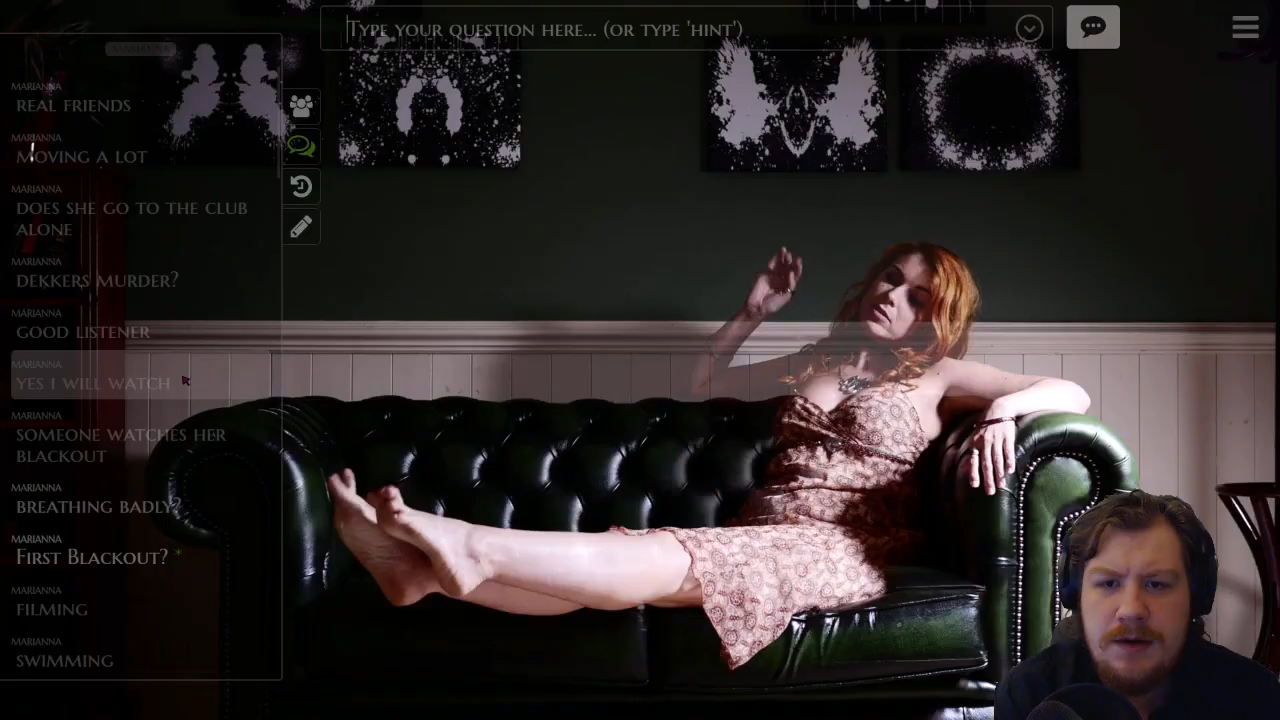 Type your question here... (or type 'hint')
MARIANNA
MARIANNA
REAL FRIENDS
MARIANNA
MOVING A LOT
MARIANNA
DOES SHE GO TO THE CLUB
ALONE
MARIANNA
DEKKERS MURDER?
MARIANNA
GOOD LISTENER
MARIANNA
YES I WILL WATCH
MARIANNA
SOMEONE WATCHES HER
BLACKOUT
MARIANNA
BREATHING BADLY?
MARIANNA
First Blackout? *
MARIANNA
FILMING
MARIANNA
SWIMMING